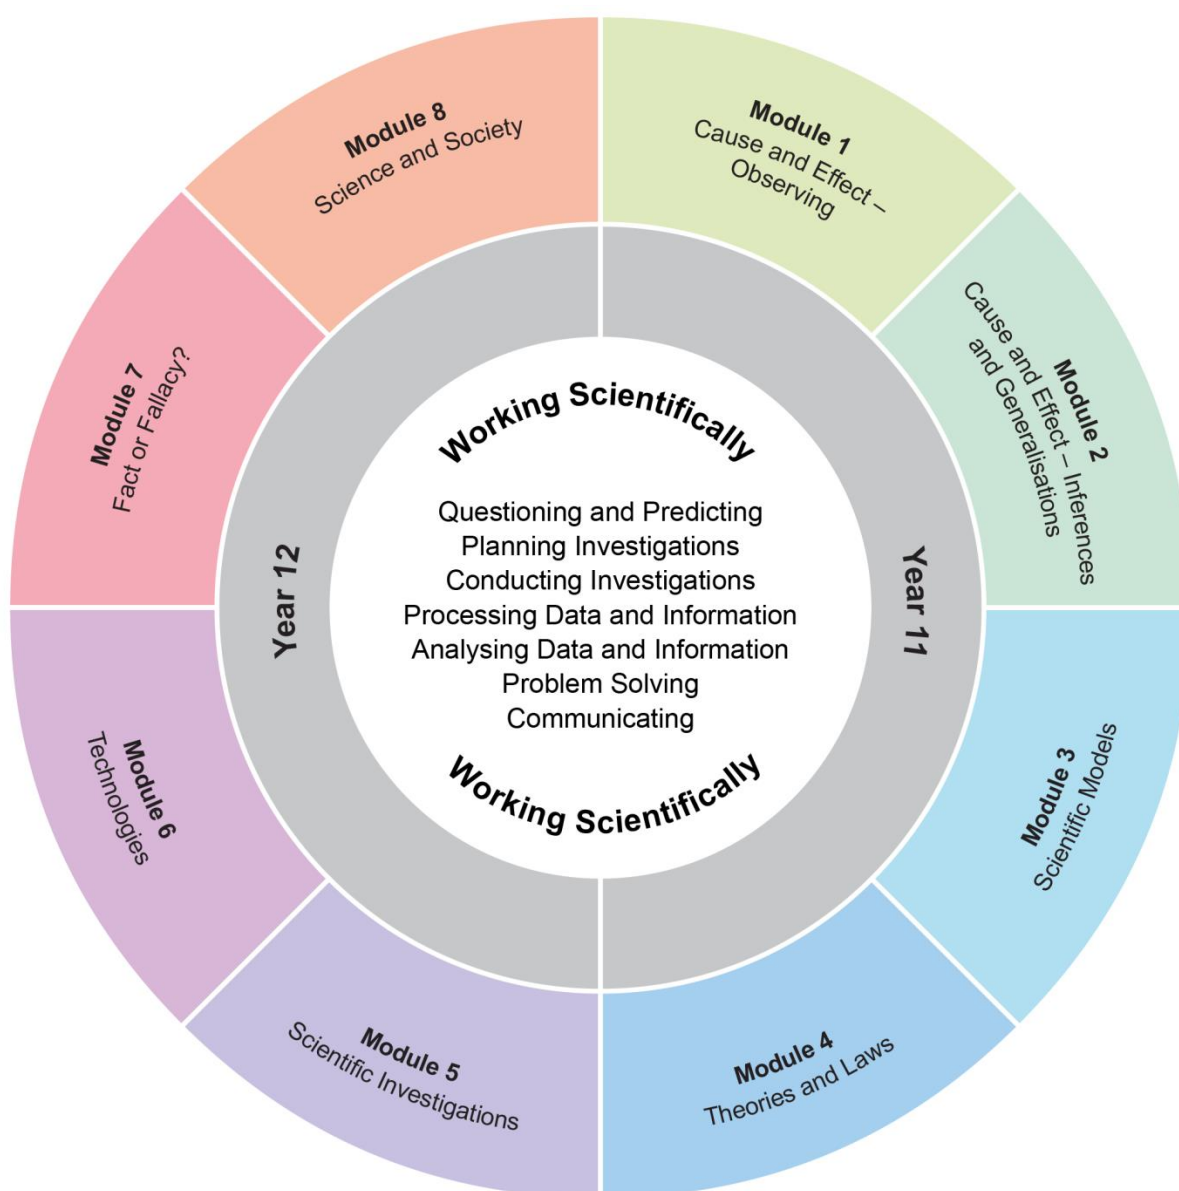 Working Scientifically
Questioning and Predicting
Planning Investigations
Conducting Investigations
Processing Data and Information
Analysing Data and Information
Problem Solving
Communicating
Working Scientifically
Year 11
Year 12
Module 1
Cause and Effect –
Observing
Module 2
Cause and Effect – Inferences
and Generalisations
Module 3
Scientific Models
Module 4
Theories and Laws
Module 5
Scientific Investigations
Module 6
Technologies
Module 7
Fact or Fallacy?
Module 8
Science and Society